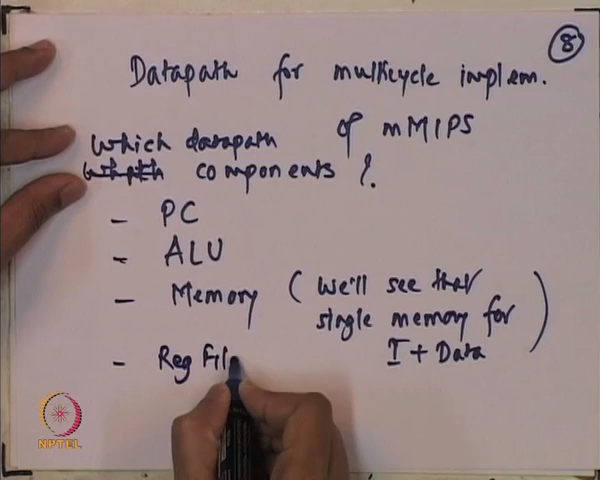 8
Datapath for multicycle implem.
of mMIPS
Which datapath
components ?
- PC
- ALU
- Memory ( We'll see that
single memory for
I + Data )
- Reg Fil
NPTEL